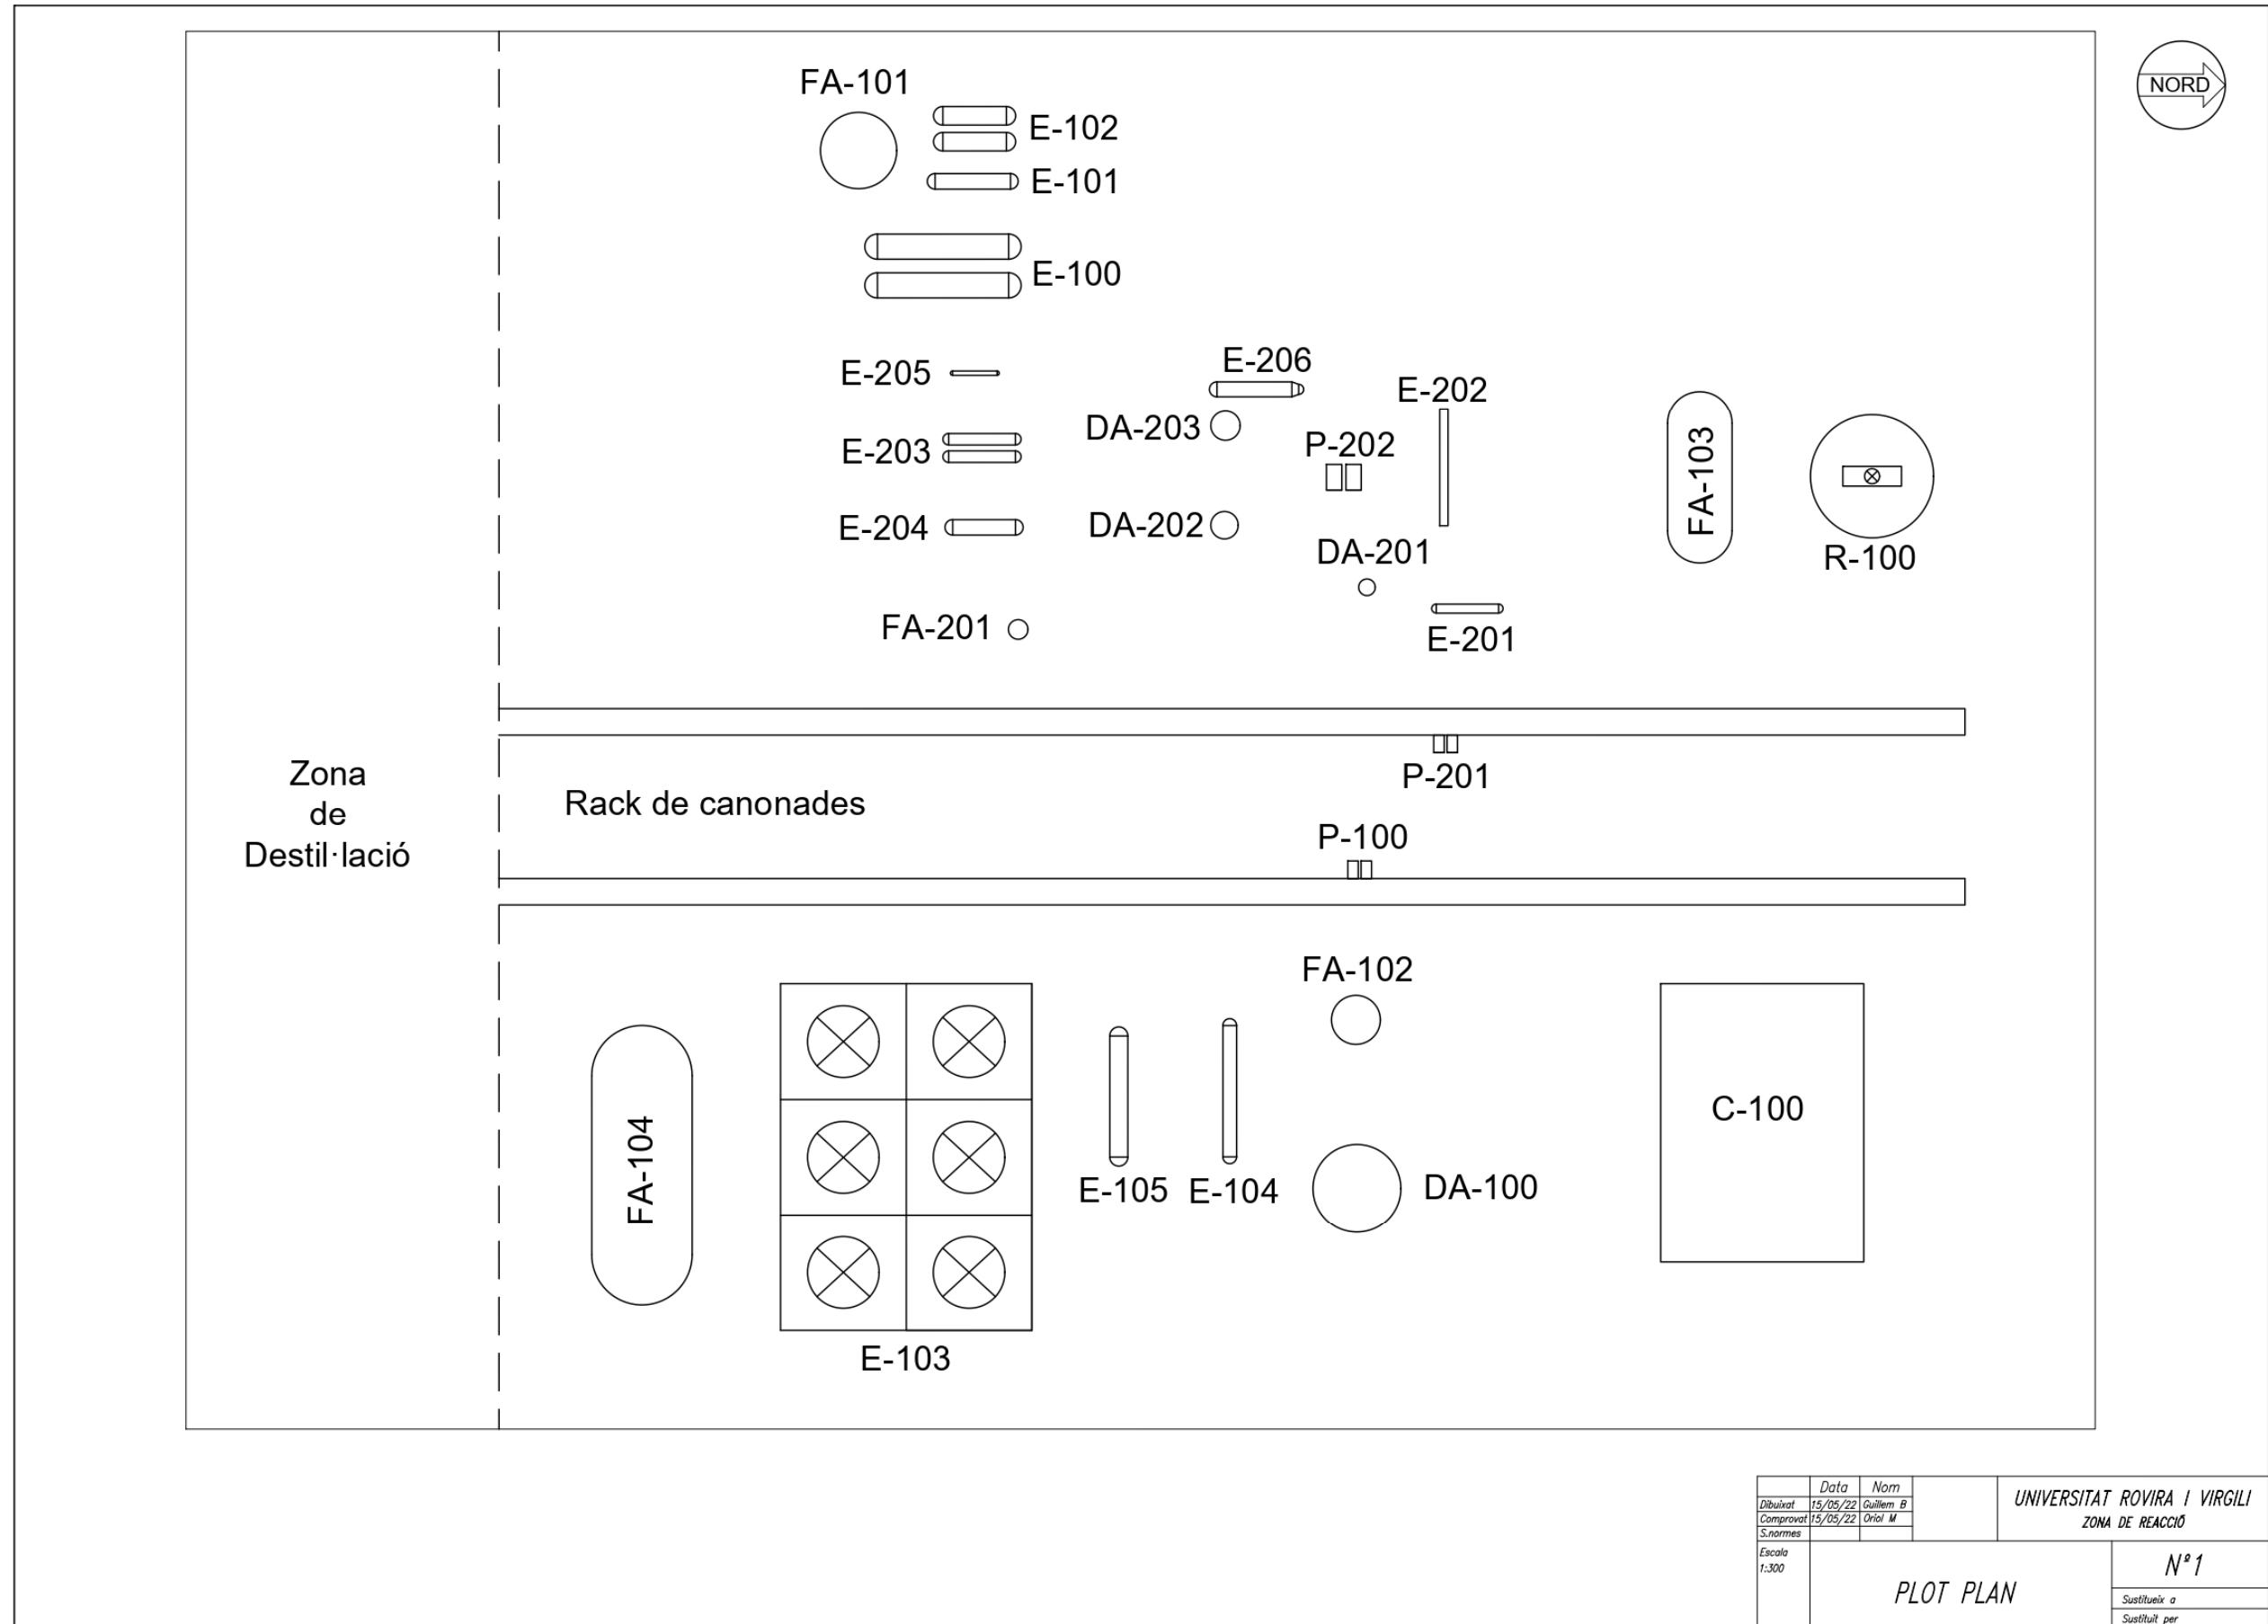 NORD
FA-101
E-102
E-101
E-100
E-205
E-206
E-202
DA-203
P-202
E-203
FA-103
DA-202
E-204
DA-201
R-100
FA-201
E-201
P-201
Zona
de
Destil·lació
Rack de canonades
P-100
FA-102
C-100
FA-104
E-105
E-104
DA-100
E-103
Data Nom
Dibuixat 15/05/22 Guillem B
Comprovat 15/05/22 Oriol M
S.normes
UNIVERSITAT ROVIRA I VIRGILI
ZONA DE REACCIÓ
Escala
1:300
PLOT PLAN
Nº1
Sustitueix a
Sustituit per